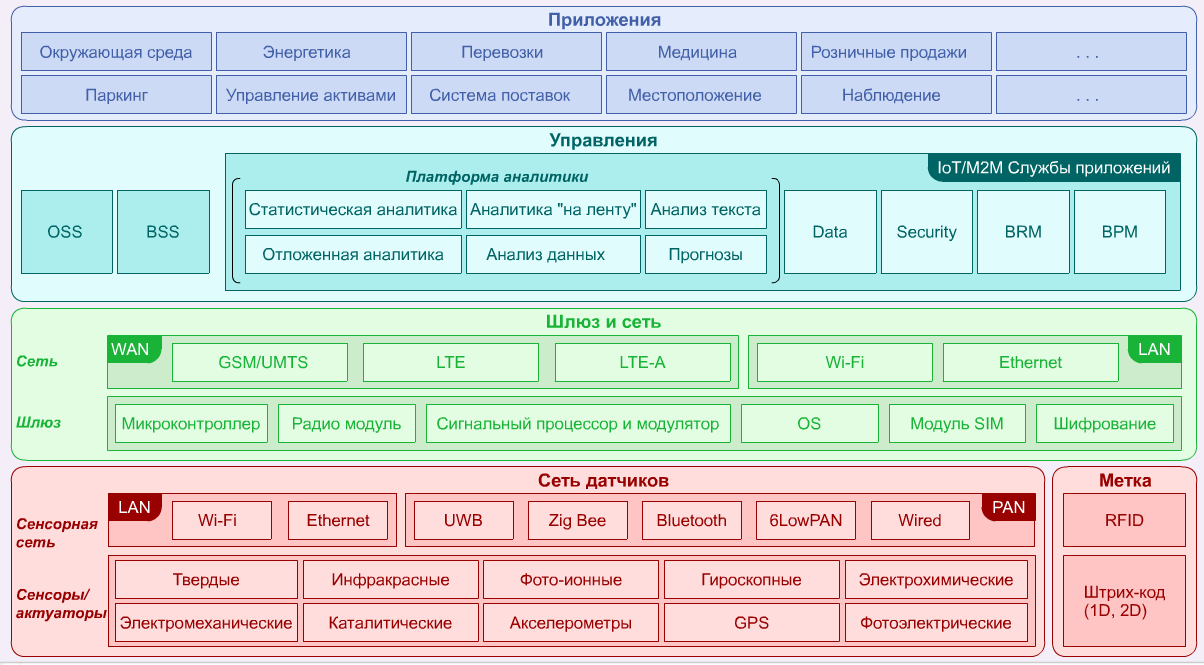 Приложения
Окружающая среда
Энергетика
Перевозки
Медицина
Розничные продажи
. . .
Паркинг
Управление активами
Система поставок
Местоположение
Наблюдение
. . .
Управления
IoT/M2M Службы приложений
Платформа аналитики
OSS
BSS
Статистическая аналитика
Аналитика "на ленту"
Анализ текста
Отложенная аналитика
Анализ данных
Прогнозы
Data
Security
BRM
BPM
Шлюз и сеть
Сеть
WAN
GSM/UMTS
LTE
LTE-A
Wi-Fi
Ethernet
LAN
Шлюз
Микроконтроллер
Радио модуль
Сигнальный процессор и модулятор
OS
Модуль SIM
Шифрование
Сеть датчиков
Сенсорная
сеть
LAN
Wi-Fi
Ethernet
UWB
Zig Bee
Bluetooth
6LowPAN
Wired
PAN
Сенсоры/
актуаторы
Твердые
Инфракрасные
Фото-ионные
Гироскопные
Электрохимические
Электромеханические
Каталитические
Акселерометры
GPS
Фотоэлектрические
Метка
RFID
Штрих-код
(1D, 2D)